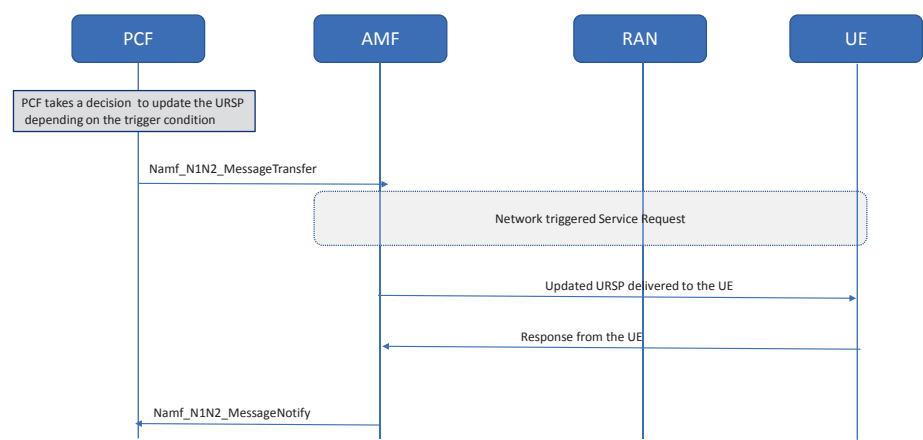 PCF
AMF
RAN
UE
PCF takes a decision to update the URSP
depending on the trigger condition
Namf_N1N2_MessageTransfer
Network triggered Service Request
Updated URSP delivered to the UE
Response from the UE
Namf_N1N2_MessageNotify